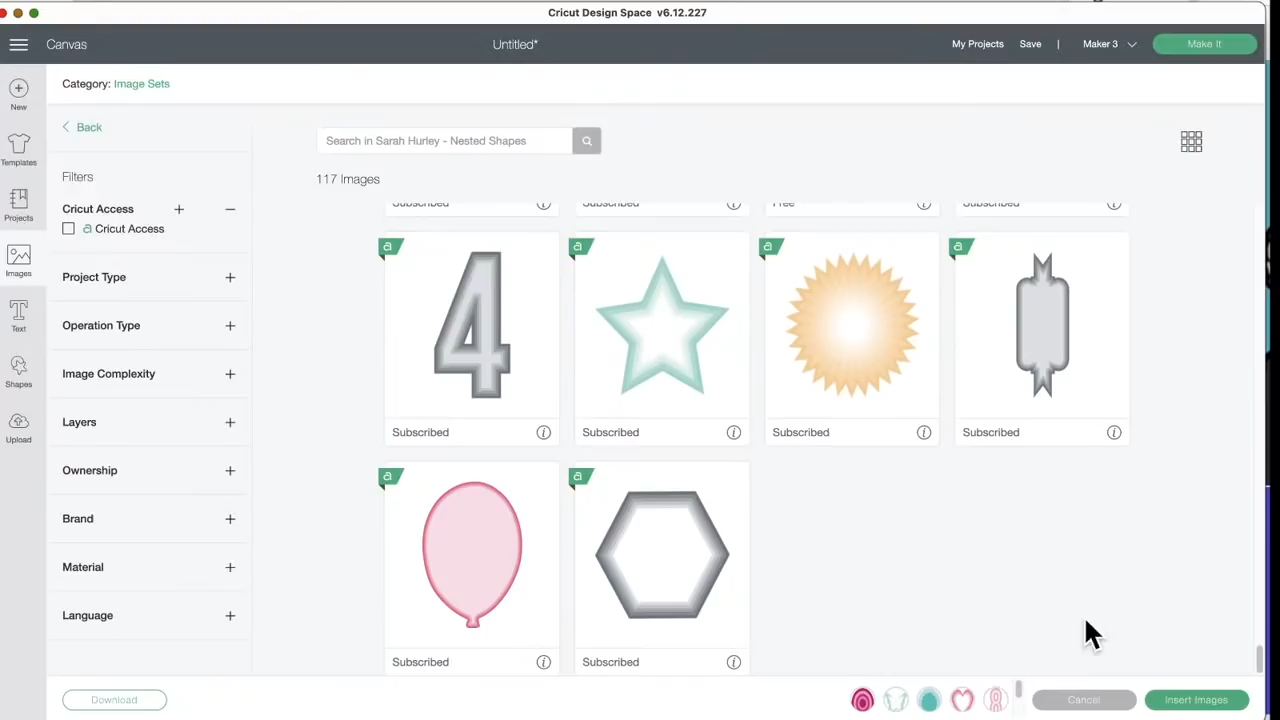 Cricut Design Space v6.12.227
Canvas
Untitled*
My Projects
Save
|
Maker 3
Make It
New
Templates
Projects
Images
Text
Shapes
Upload
Category: Image Sets
Back
Filters
Cricut Access
a Cricut Access
Project Type
Operation Type
Image Complexity
Layers
Ownership
Brand
Material
Language
Search in Sarah Hurley - Nested Shapes
117 Images
Subscribed
Subscribed
Free
Subscribed
a
a
a
a
4
Subscribed
Subscribed
Subscribed
Subscribed
a
a
Subscribed
Subscribed
Download
Cancel
Insert Images